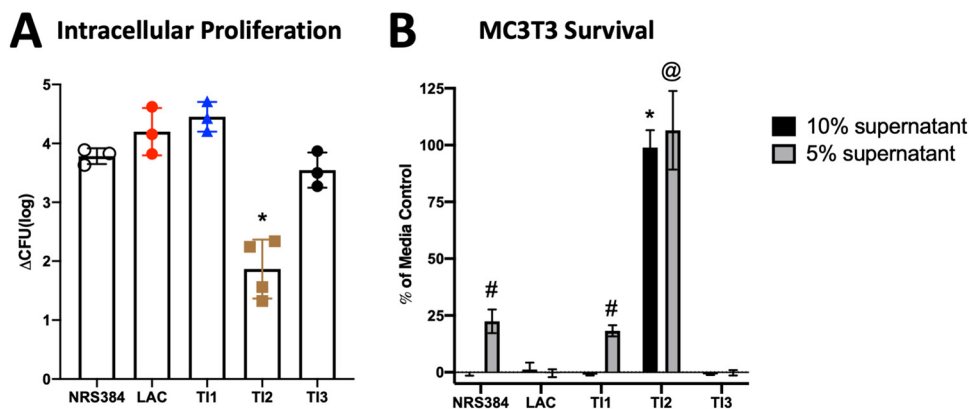 A Intracellular Proliferation
5
4
3
2
1
0
ΔCFU(log)
*
NRS384 LAC TI1 TI2 TI3
B MC3T3 Survival
125
100
75
50
25
0
% of Media Control
#
#
*
@
NRS384 LAC TI1 TI2 TI3
10% supernatant
5% supernatant